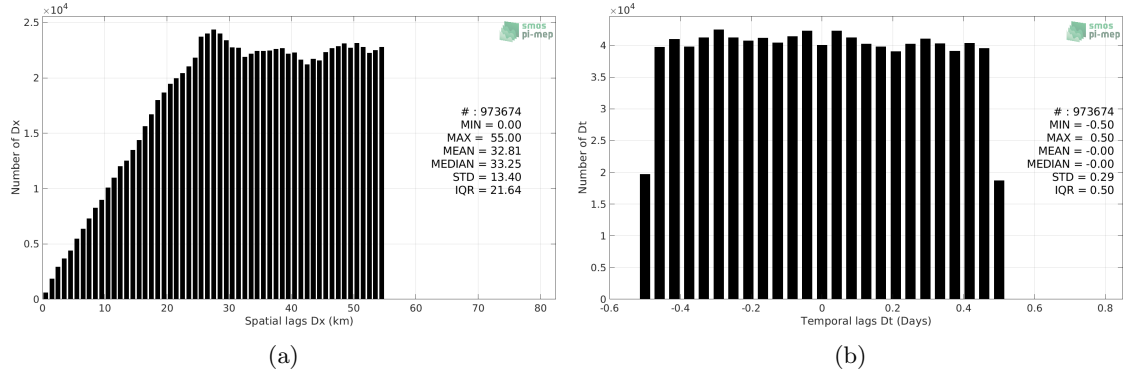 ×10⁴
2.5
2
1.5
1
0.5
0
Number of Dx
smos
pi-mep
# : 973674
MIN = 0.00
MAX = 55.00
MEAN = 32.81
MEDIAN = 33.25
STD = 13.40
IQR = 21.64
0 10 20 30 40 50 60 70 80
Spatial lags Dx (km)
(a)
×10⁴
4.5
4
3.5
3
2.5
2
1.5
1
0.5
0
Number of Dt
smos
pi-mep
# : 973674
MIN = -0.50
MAX = 0.50
MEAN = -0.00
MEDIAN = -0.00
STD = 0.29
IQR = 0.50
-0.6 -0.4 -0.2 0 0.2 0.4 0.6 0.8
Temporal lags Dt (Days)
(b)